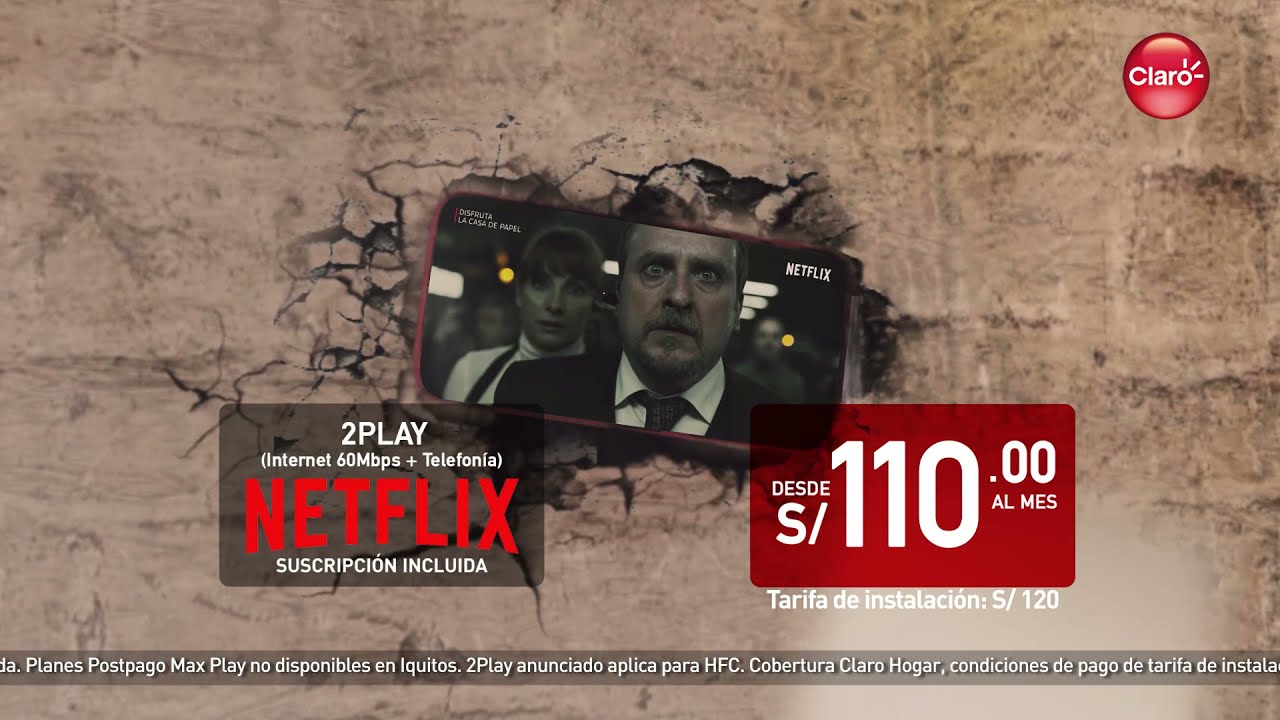 Claro
DISFRUTA
LA CASA DE PAPEL
NETFLIX
2PLAY
(Internet 60Mbps + Telefonía)
NETFLIX
SUSCRIPCIÓN INCLUIDA
DESDE
S/110.00
AL MES
Tarifa de instalación: S/ 120
da. Planes Postpago Max Play no disponibles en Iquitos. 2Play anunciado aplica para HFC. Cobertura Claro Hogar, condiciones de pago de tarifa de instala